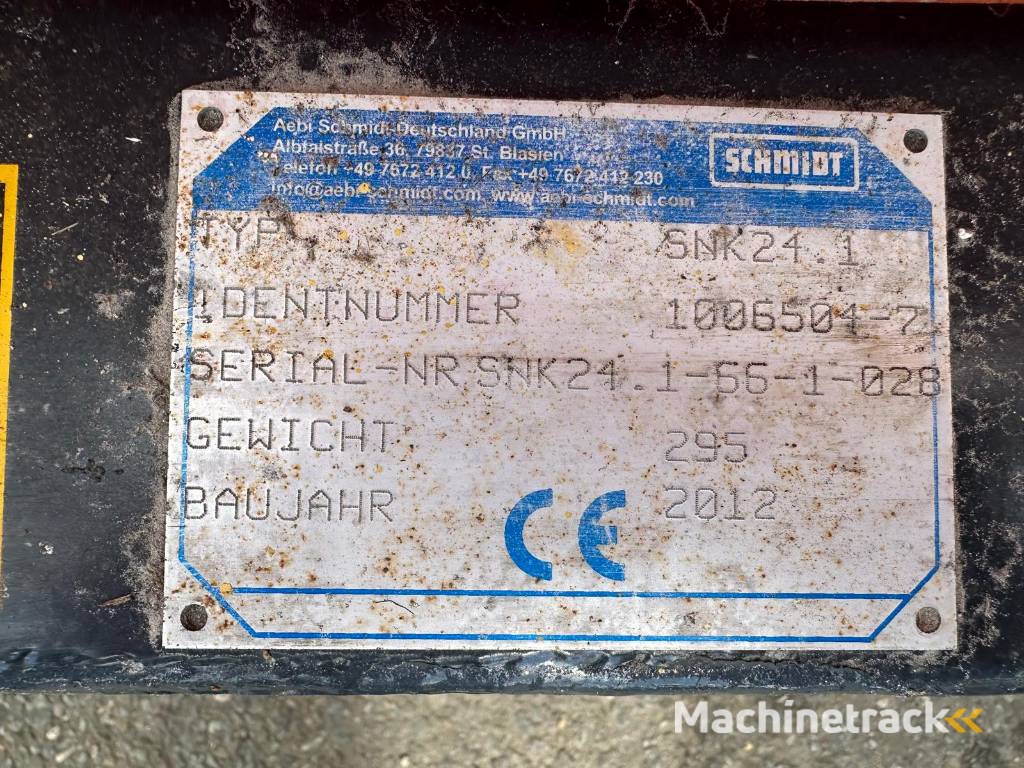 Aebi Schmidt Deutschland GmbH
Albtalstraße 36, 79837 St. Blasien
Telefon +49 7672 412 0, Fax +49 7672 412 230
info@aebi-schmidt.com, www.aebi-schmidt.com
SCHMIDT
TYP SNK24.1
IDENTNUMMER 1006504-7
SERIAL-NR SNK24.1-56-1-028
GEWICHT 295
BAUJAHR 2012
CE
Machinetrack